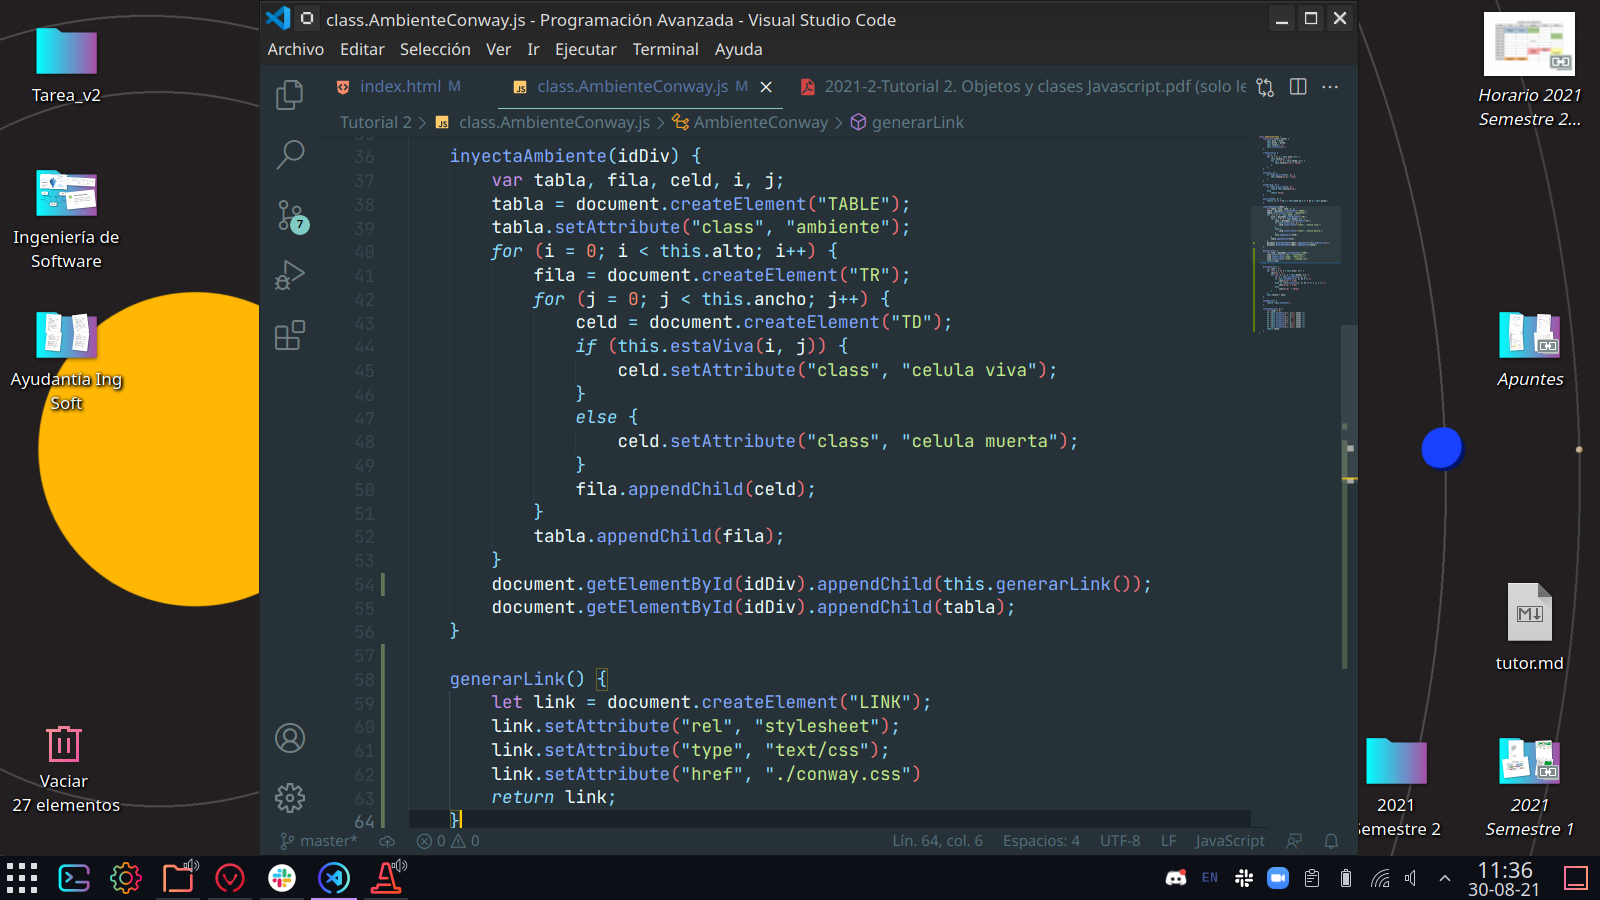 class.AmbienteConway.js - Programación Avanzada - Visual Studio Code
Archivo Editar Selección Ver Ir Ejecutar Terminal Ayuda
index.html M
class.AmbienteConway.js M
2021-2-Tutorial 2. Objetos y clases Javascript.pdf (solo le
Tutorial 2 > class.AmbienteConway.js > AmbienteConway > generarLink
36 inyectaAmbiente(idDiv) {
37 var tabla, fila, celd, i, j;
38 tabla = document.createElement("TABLE");
39 tabla.setAttribute("class", "ambiente");
40 for (i = 0; i < this.alto; i++) {
41 fila = document.createElement("TR");
42 for (j = 0; j < this.ancho; j++) {
43 celd = document.createElement("TD");
44 if (this.estaViva(i, j)) {
45 celd.setAttribute("class", "celula viva");
46 }
47 else {
48 celd.setAttribute("class", "celula muerta");
49 }
50 fila.appendChild(celd);
51 }
52 tabla.appendChild(fila);
53 }
54 document.getElementById(idDiv).appendChild(this.generarLink());
55 document.getElementById(idDiv).appendChild(tabla);
56 }
57
58 generarLink() {
59 let link = document.createElement("LINK");
60 link.setAttribute("rel", "stylesheet");
61 link.setAttribute("type", "text/css");
62 link.setAttribute("href", "./conway.css")
63 return link;
64 }
7
master* 0 0 Lín. 64, col. 6 Espacios: 4 UTF-8 LF JavaScript
Tarea_v2
Ingeniería de
Software
Ayudantía Ing
Soft
Vaciar
27 elementos
Horario 2021
Semestre 2...
Apuntes
M
tutor.md
2021
Semestre 2
2021
Semestre 1
EN
11:36
30-08-21